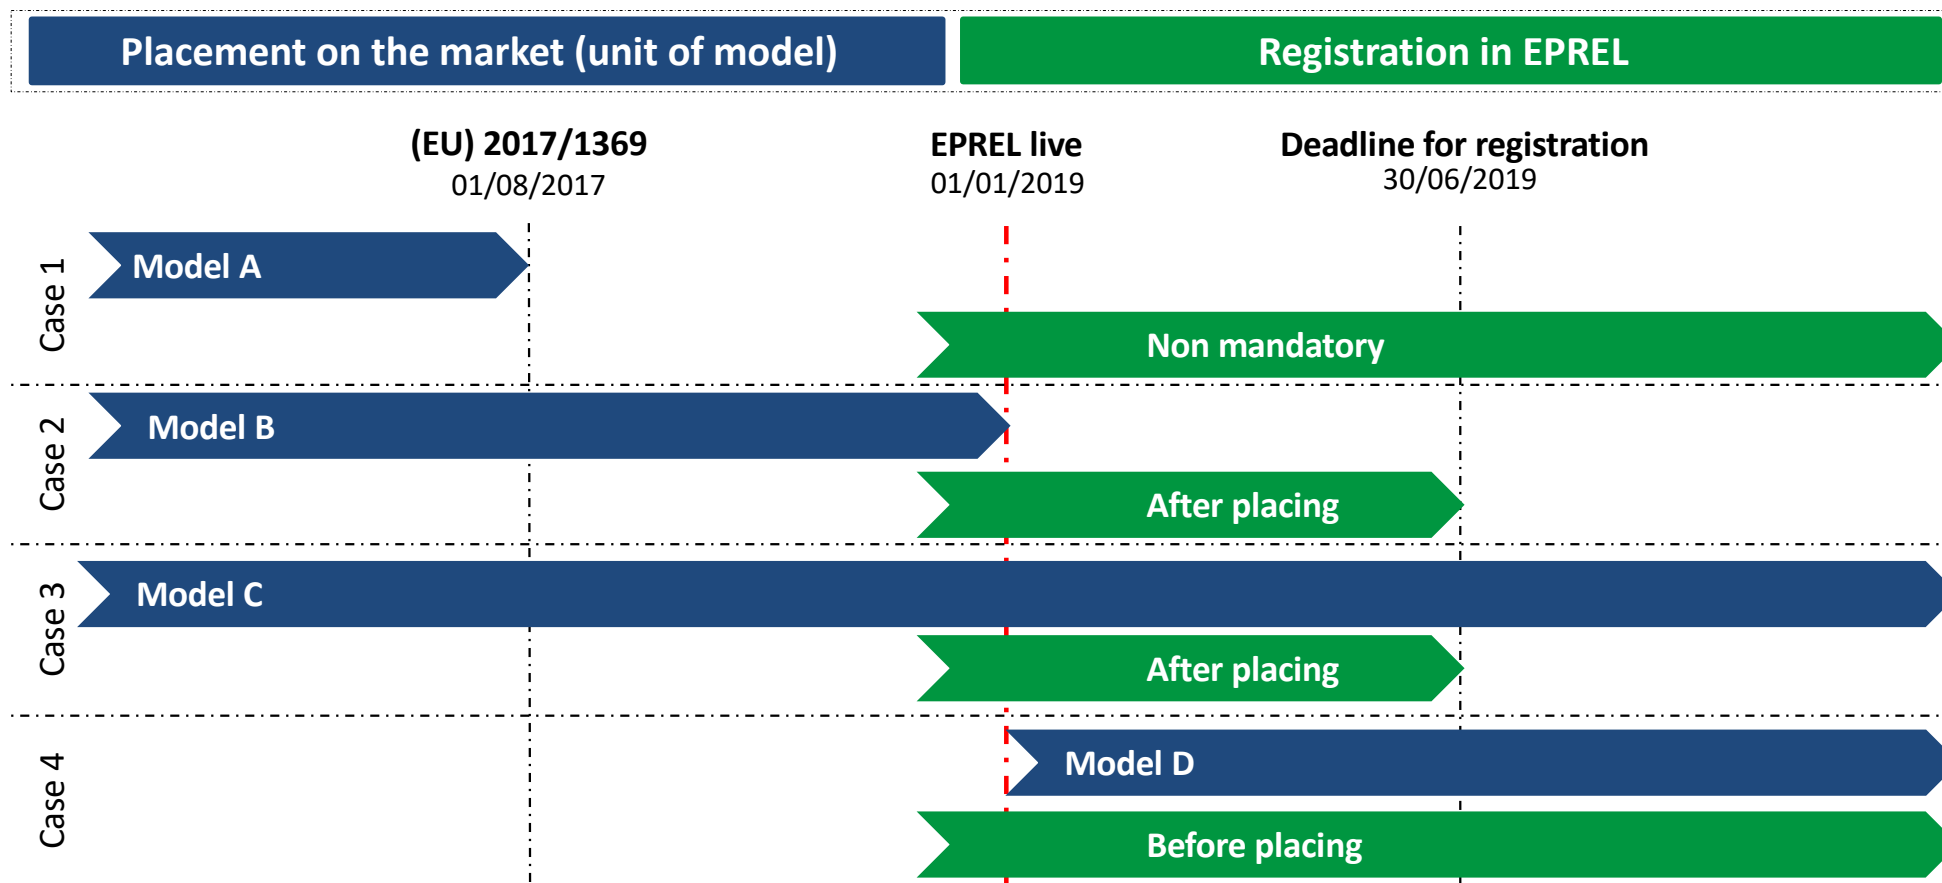 Placement on the market (unit of model)
Registration in EPREL
(EU) 2017/1369
01/08/2017
EPREL live
01/01/2019
Deadline for registration
30/06/2019
Case 1
Model A
Non mandatory
Case 2
Model B
After placing
Case 3
Model C
After placing
Case 4
Model D
Before placing